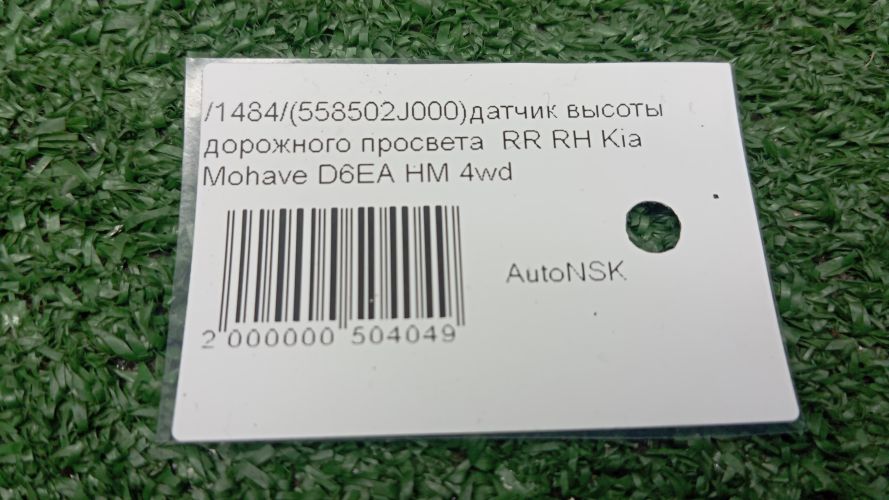 /1484/(558502J000)датчик высоты
дорожного просвета RR RH Kia
Mohave D6EA HM 4wd
AutoNSK
2 000000 504049